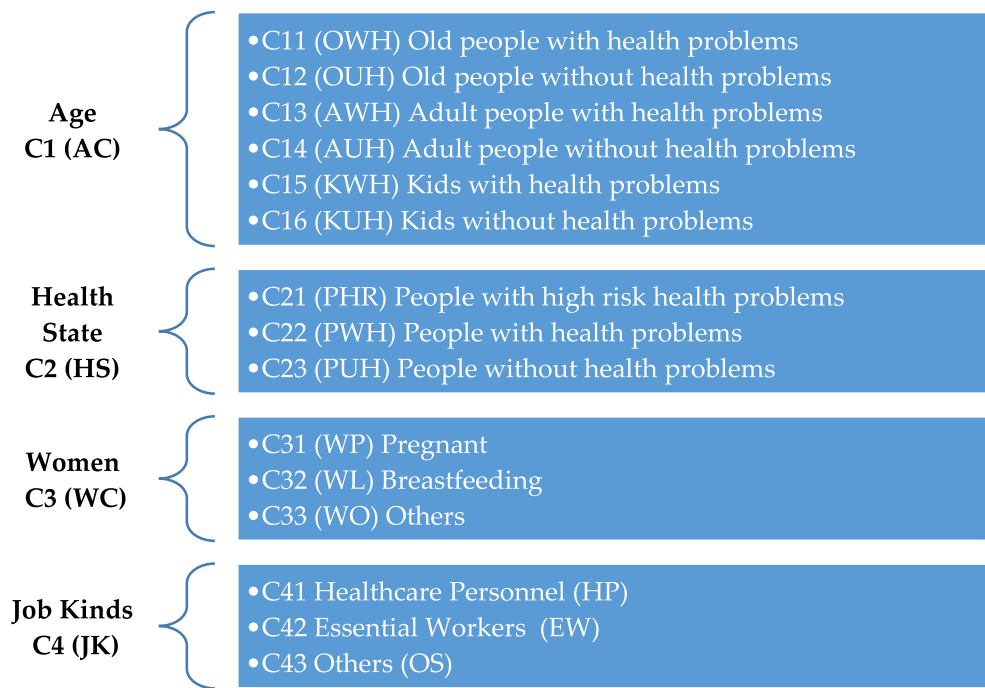 Age
C1 (AC)
•C11 (OWH) Old people with health problems
•C12 (OUH) Old people without health problems
•C13 (AWH) Adult people with health problems
•C14 (AUH) Adult people without health problems
•C15 (KWH) Kids with health problems
•C16 (KUH) Kids without health problems
Health
State
C2 (HS)
•C21 (PHR) People with high risk health problems
•C22 (PWH) People with health problems
•C23 (PUH) People without health problems
Women
C3 (WC)
•C31 (WP) Pregnant
•C32 (WL) Breastfeeding
•C33 (WO) Others
Job Kinds
C4 (JK)
•C41 Healthcare Personnel (HP)
•C42 Essential Workers (EW)
•C43 Others (OS)